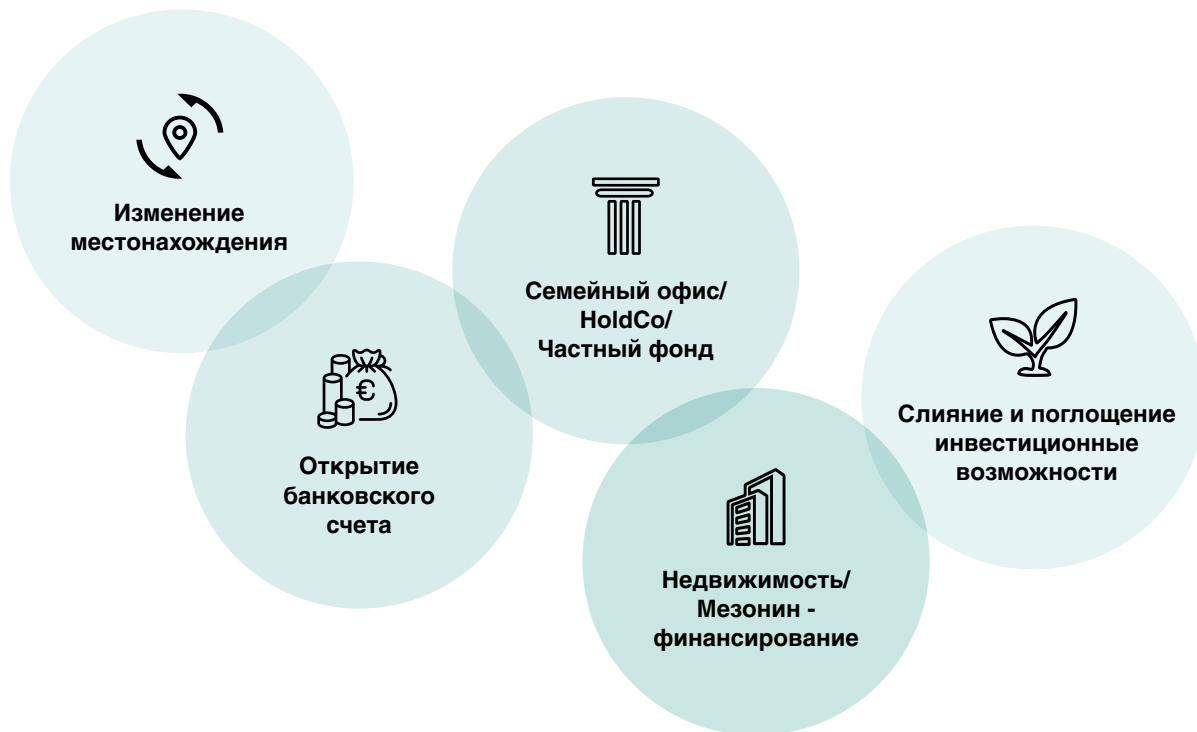 Изменение
местонахождения
Открытие
банковского
счета
Семейный офис/
HoldCo/
Частный фонд
Недвижимость/
Мезонин -
финансирование
Слияние и поглощение
инвестиционные
возможности
€